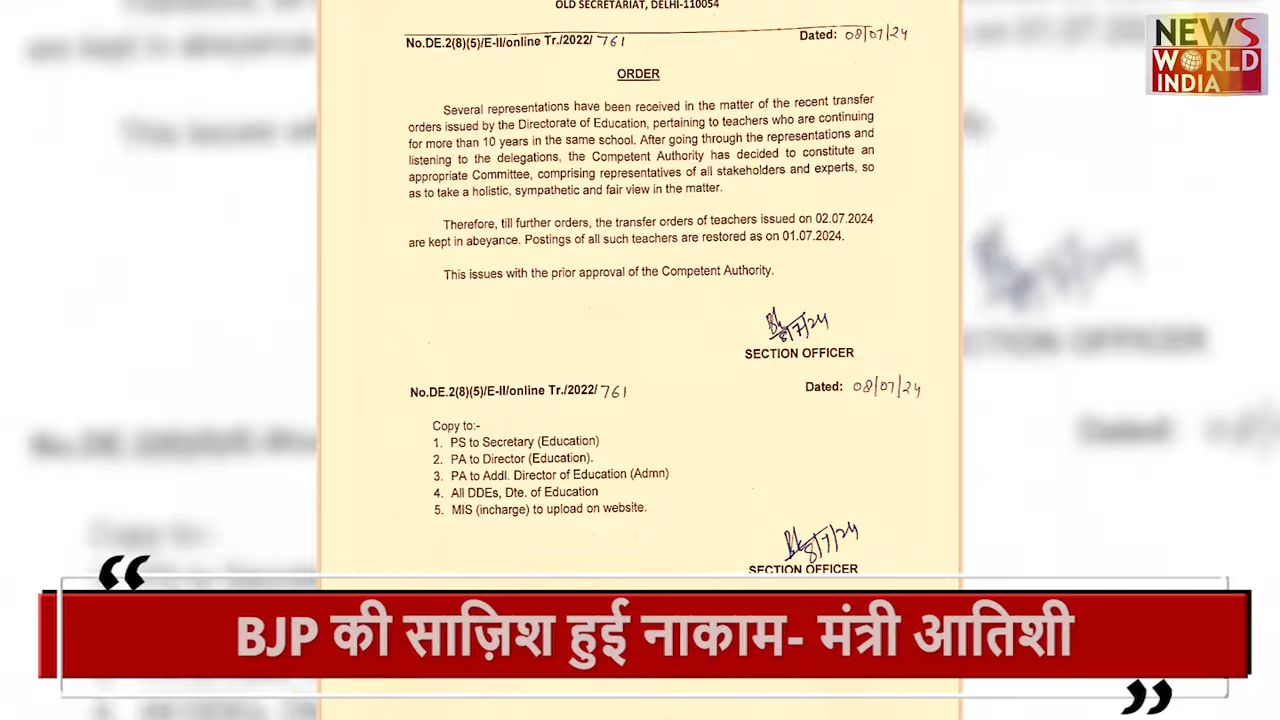 OLD SECRETARIAT, DELHI-110054
No.DE.2(8)(5)/E-II/online Tr./2022/ 761 Dated: 08/07/24
ORDER
Several representations have been received in the matter of the recent transfer
orders issued by the Directorate of Education, pertaining to teachers who are continuing
for more than 10 years in the same school. After going through the representations and
listening to the delegations, the Competent Authority has decided to constitute an
appropriate Committee, comprising representatives of all stakeholders and experts, so
as to take a holistic, sympathetic and fair view in the matter.
Therefore, till further orders, the transfer orders of teachers issued on 02.07.2024
are kept in abeyance. Postings of all such teachers are restored as on 01.07.2024.
This issues with the prior approval of the Competent Authority.
8/7/24
SECTION OFFICER
No.DE.2(8)(5)/E-II/online Tr./2022/ 761 Dated: 08/07/24
Copy to:-
1. PS to Secretary (Education)
2. PA to Director (Education).
3. PA to Addl. Director of Education (Admn)
4. All DDEs, Dte. of Education
5. MIS (incharge) to upload on website.
8/7/24
SECTION OFFICER
NEWS
WORLD
INDIA
“
BJP की साज़िश हुई नाकाम- मंत्री आतिशी
”